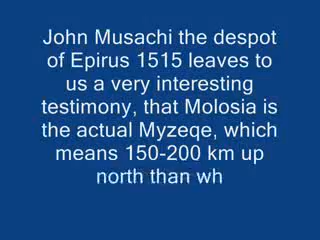 John Musachi the despot
of Epirus 1515 leaves to
us a very interesting
testimony, that Molosia is
the actual Myzeqe, which
means 150-200 km up
north than wh